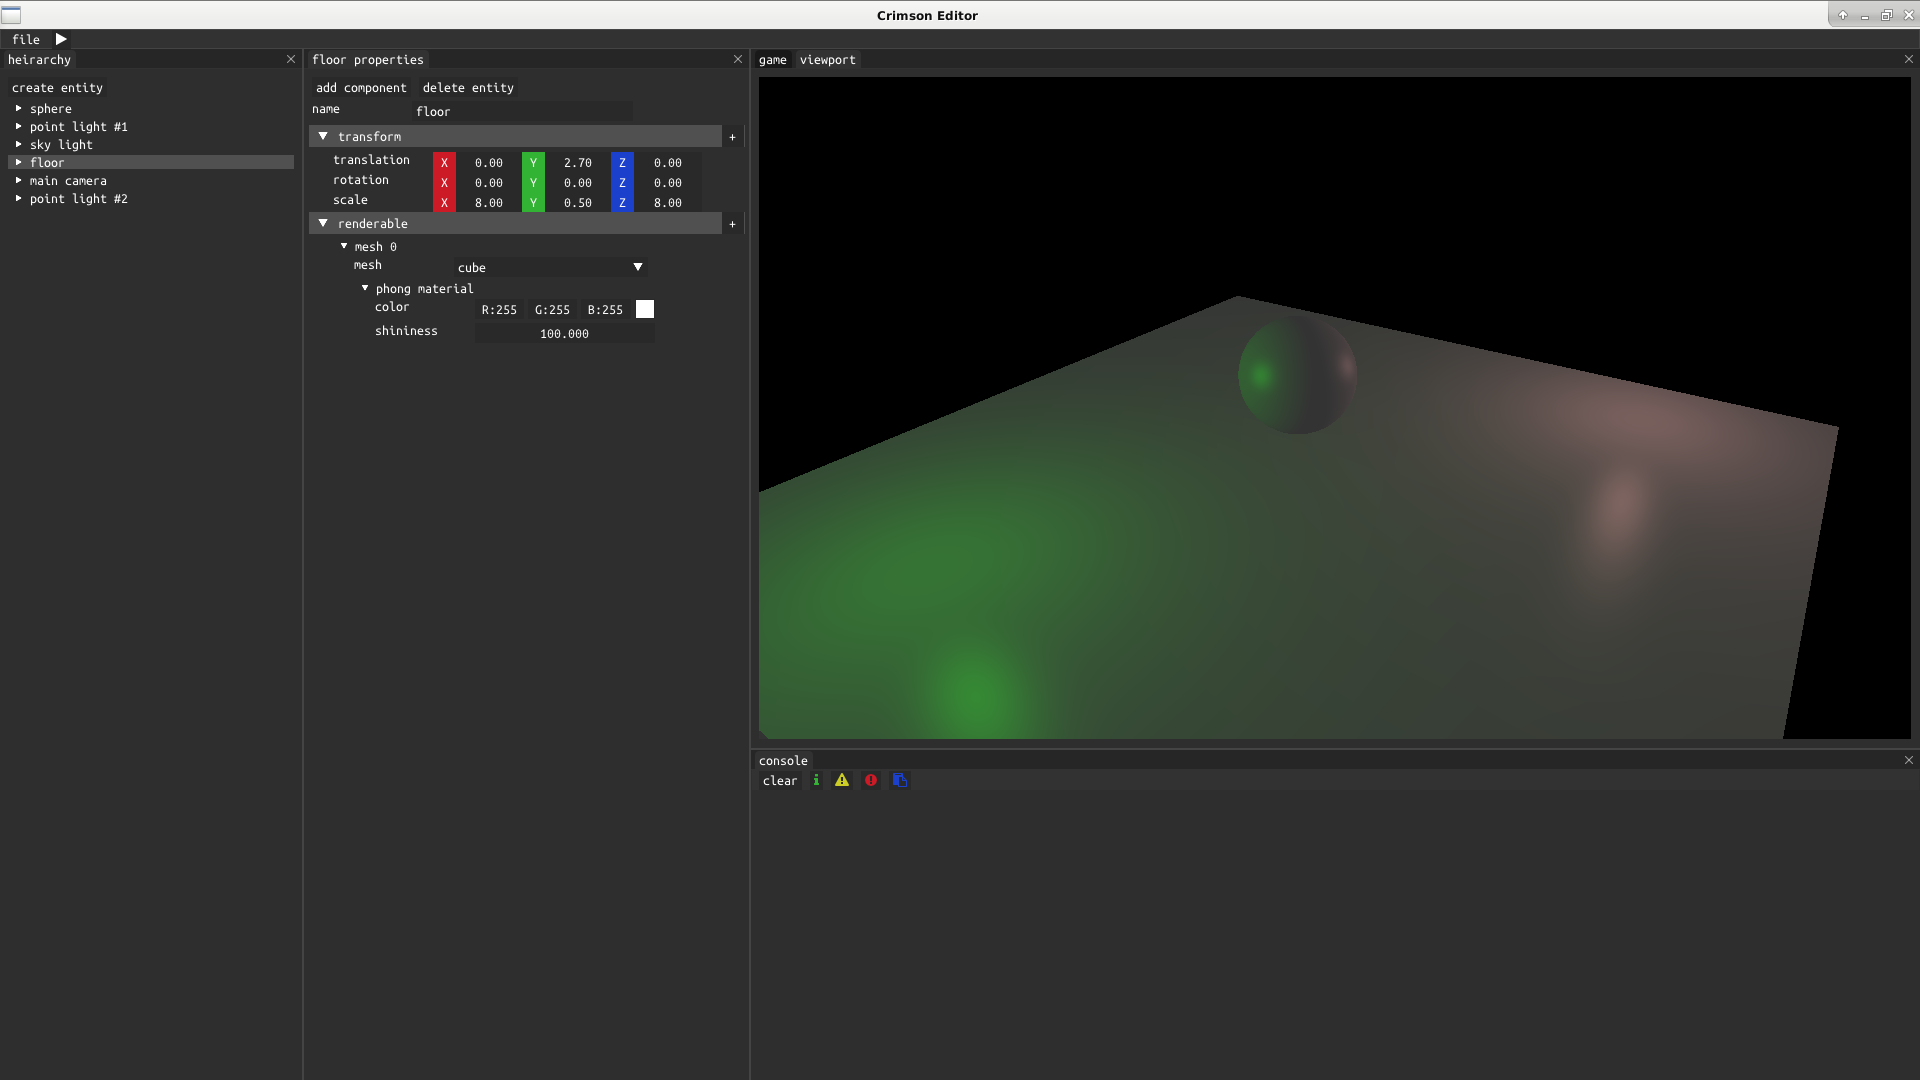 Crimson Editor
file
heirarchy
create entity
sphere
point light #1
sky light
floor
main camera
point light #2
floor properties
add component delete entity
name floor
transform +
translation X 0.00 Y 2.70 Z 0.00
rotation X 0.00 Y 0.00 Z 0.00
scale X 8.00 Y 0.50 Z 8.00
renderable +
mesh 0
mesh cube
phong material
color R:255 G:255 B:255
shininess 100.000
game viewport
console
clear